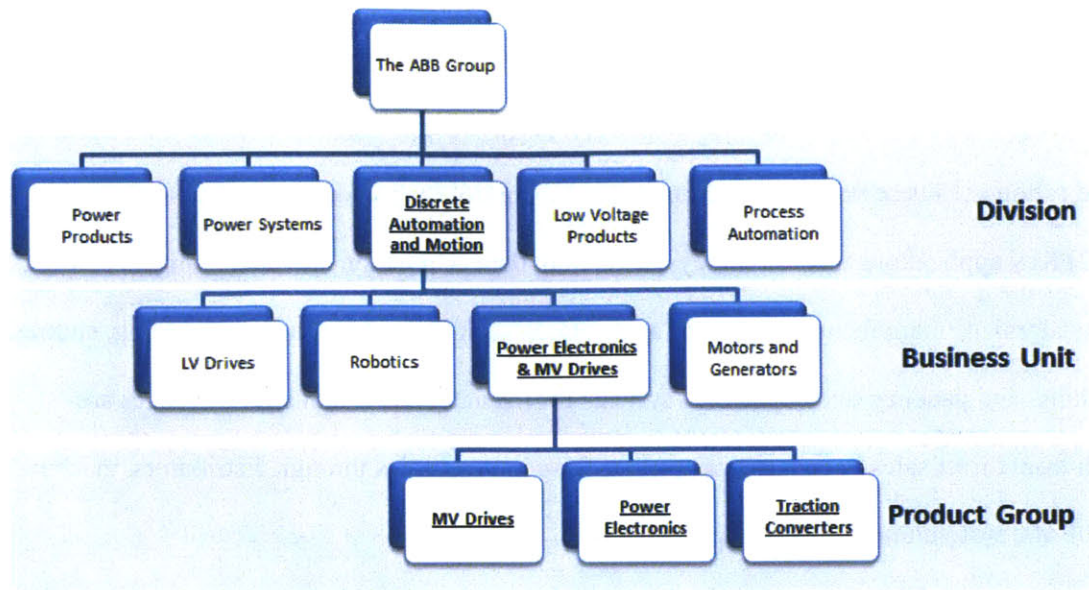 The ABB Group
Power
Products
Power Systems
Discrete
Automation
and Motion
Low Voltage
Products
Process
Automation
Division
LV Drives
Robotics
Power Electronics
& MV Drives
Motors and
Generators
Business Unit
MV Drives
Power
Electronics
Traction
Converters
Product Group